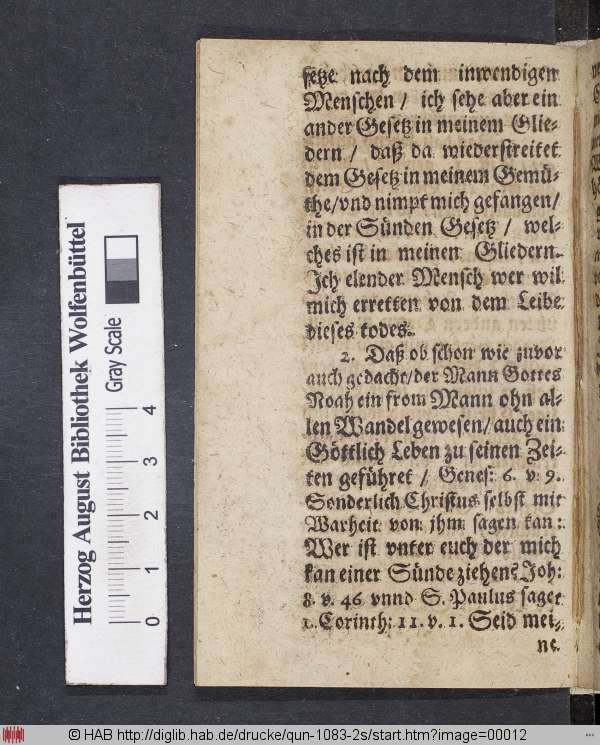 setze nach dem inwendigen
Menschen / ich sehe aber ein
ander Gesetz in meinem Glie-
dern / daß da wiederstreitet
dem Gesetz in meinem Gemü-
the/vnd nimpt mich gefangen/
in der Sünden Gesetz / wel-
ches ist in meinen Gliedern.
Ich elender Mensch wer wil
mich erretten von dem Leibe
dieses todes.
2. Daß ob schon wie zuvor
auch gedacht/der Mann Gottes
Noah ein from Mann ohn al-
len Wandel gewesen/auch ein
Göttlich Leben zu seinen Zei-
ten geführet / Genes: 6. v. 9.
Sonderlich Christus selbst mit
Warheit von jhm sagen kan:
Wer ist vnter euch der mich
kan einer Sünde ziehen? Joh:
8. v. 46 vnnd S. Paulus saget
1. Corinth: 11. v. 1. Seid mei-
ne
Herzog August Bibliothek Wolfenbüttel
Gray Scale
0 1 2 3 4
© HAB http://diglib.hab.de/drucke/qun-1083-2s/start.htm?image=00012